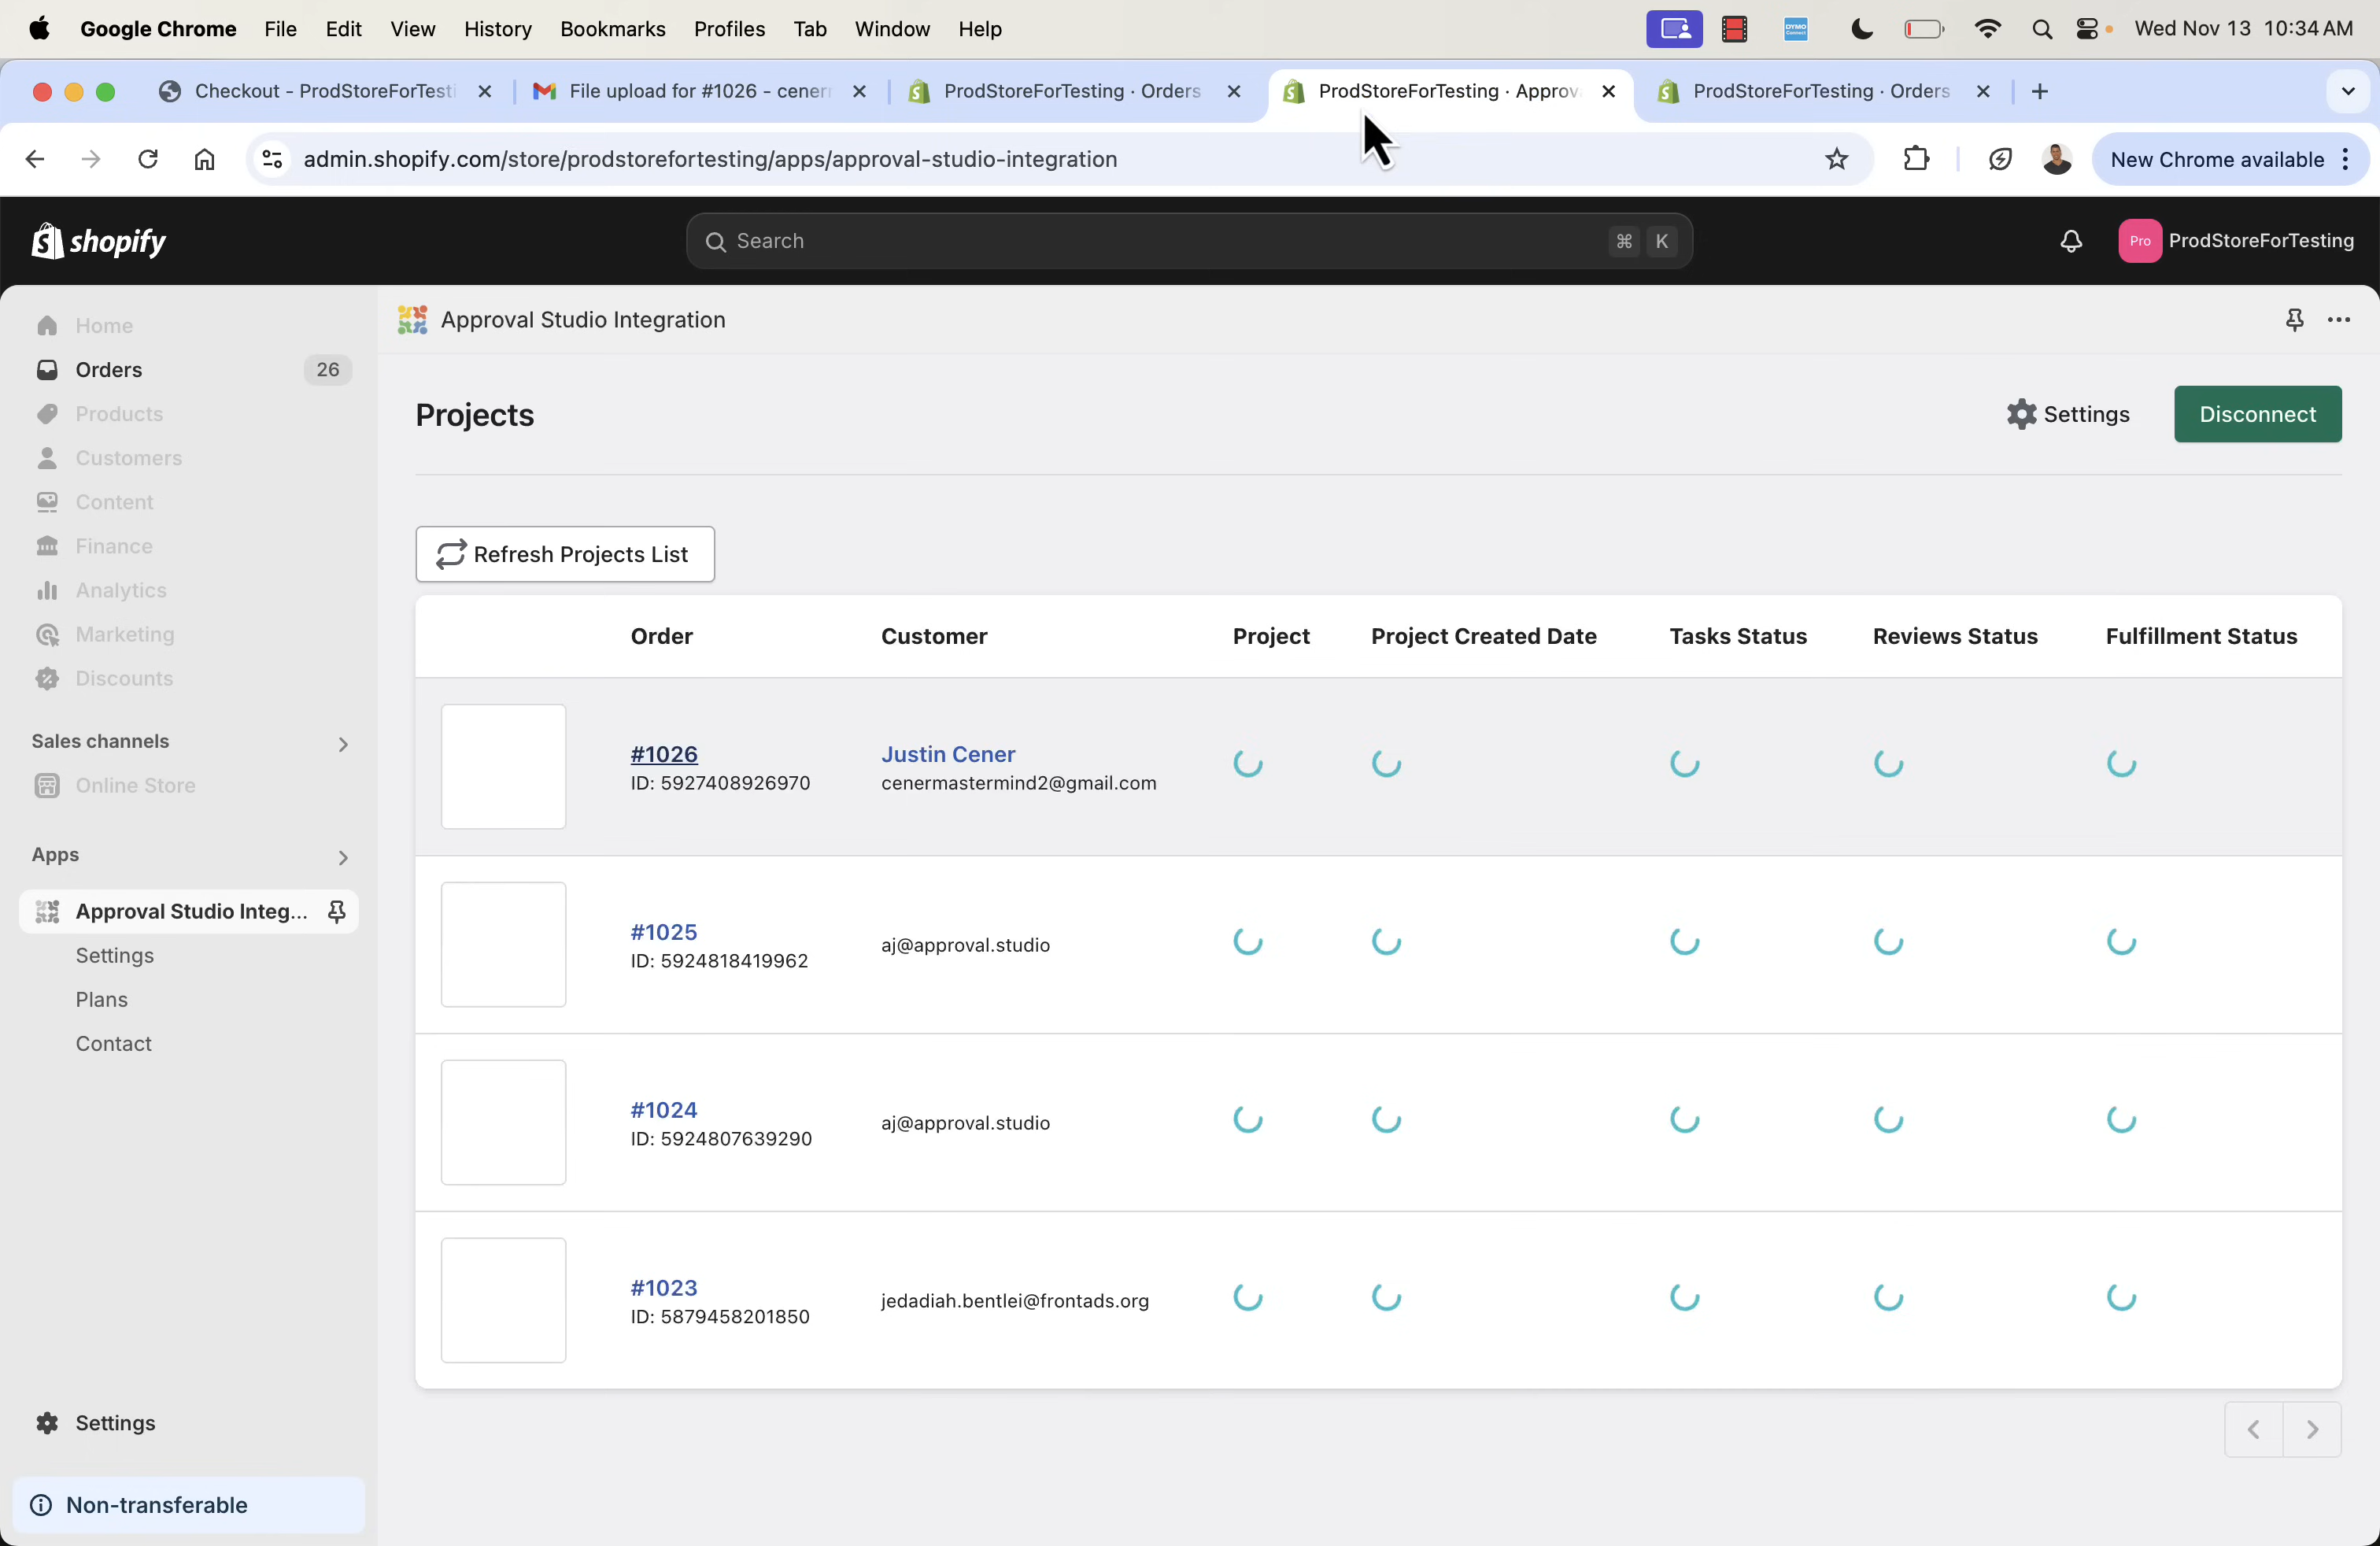 Google Chrome File Edit View History Bookmarks Profiles Tab Window Help
DYMO
Wed Nov 13 10:34 AM
Checkout - ProdStoreForTesti
File upload for #1026 - cener
ProdStoreForTesting · Orders
ProdStoreForTesting · Approv
ProdStoreForTesting · Orders
admin.shopify.com/store/prodstorefortesting/apps/approval-studio-integration
New Chrome available
shopify
Search
⌘ K
Pro
ProdStoreForTesting
Home
Orders
26
Products
Customers
Content
Finance
Analytics
Marketing
Discounts
Sales channels
Online Store
Apps
Approval Studio Integ...
Settings
Plans
Contact
Settings
Non-transferable
Approval Studio Integration
Projects
Settings
Disconnect
Refresh Projects List
Order Customer Project Project Created Date Tasks Status Reviews Status Fulfillment Status
#1026
ID: 5927408926970
Justin Cener
cenermastermind2@gmail.com
#1025
ID: 5924818419962
aj@approval.studio
#1024
ID: 5924807639290
aj@approval.studio
#1023
ID: 5879458201850
jedadiah.bentlei@frontads.org